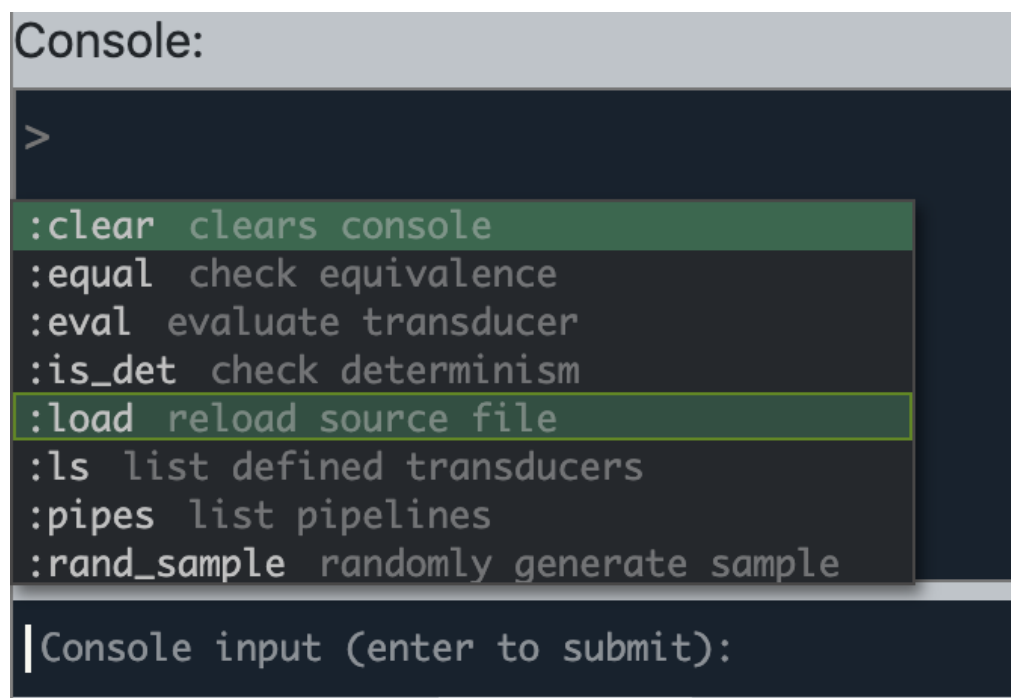 Console:
>
:clear clears console
:equal check equivalence
:eval evaluate transducer
:is_det check determinism
:load reload source file
:ls list defined transducers
:pipes list pipelines
:rand_sample randomly generate sample
Console input (enter to submit):